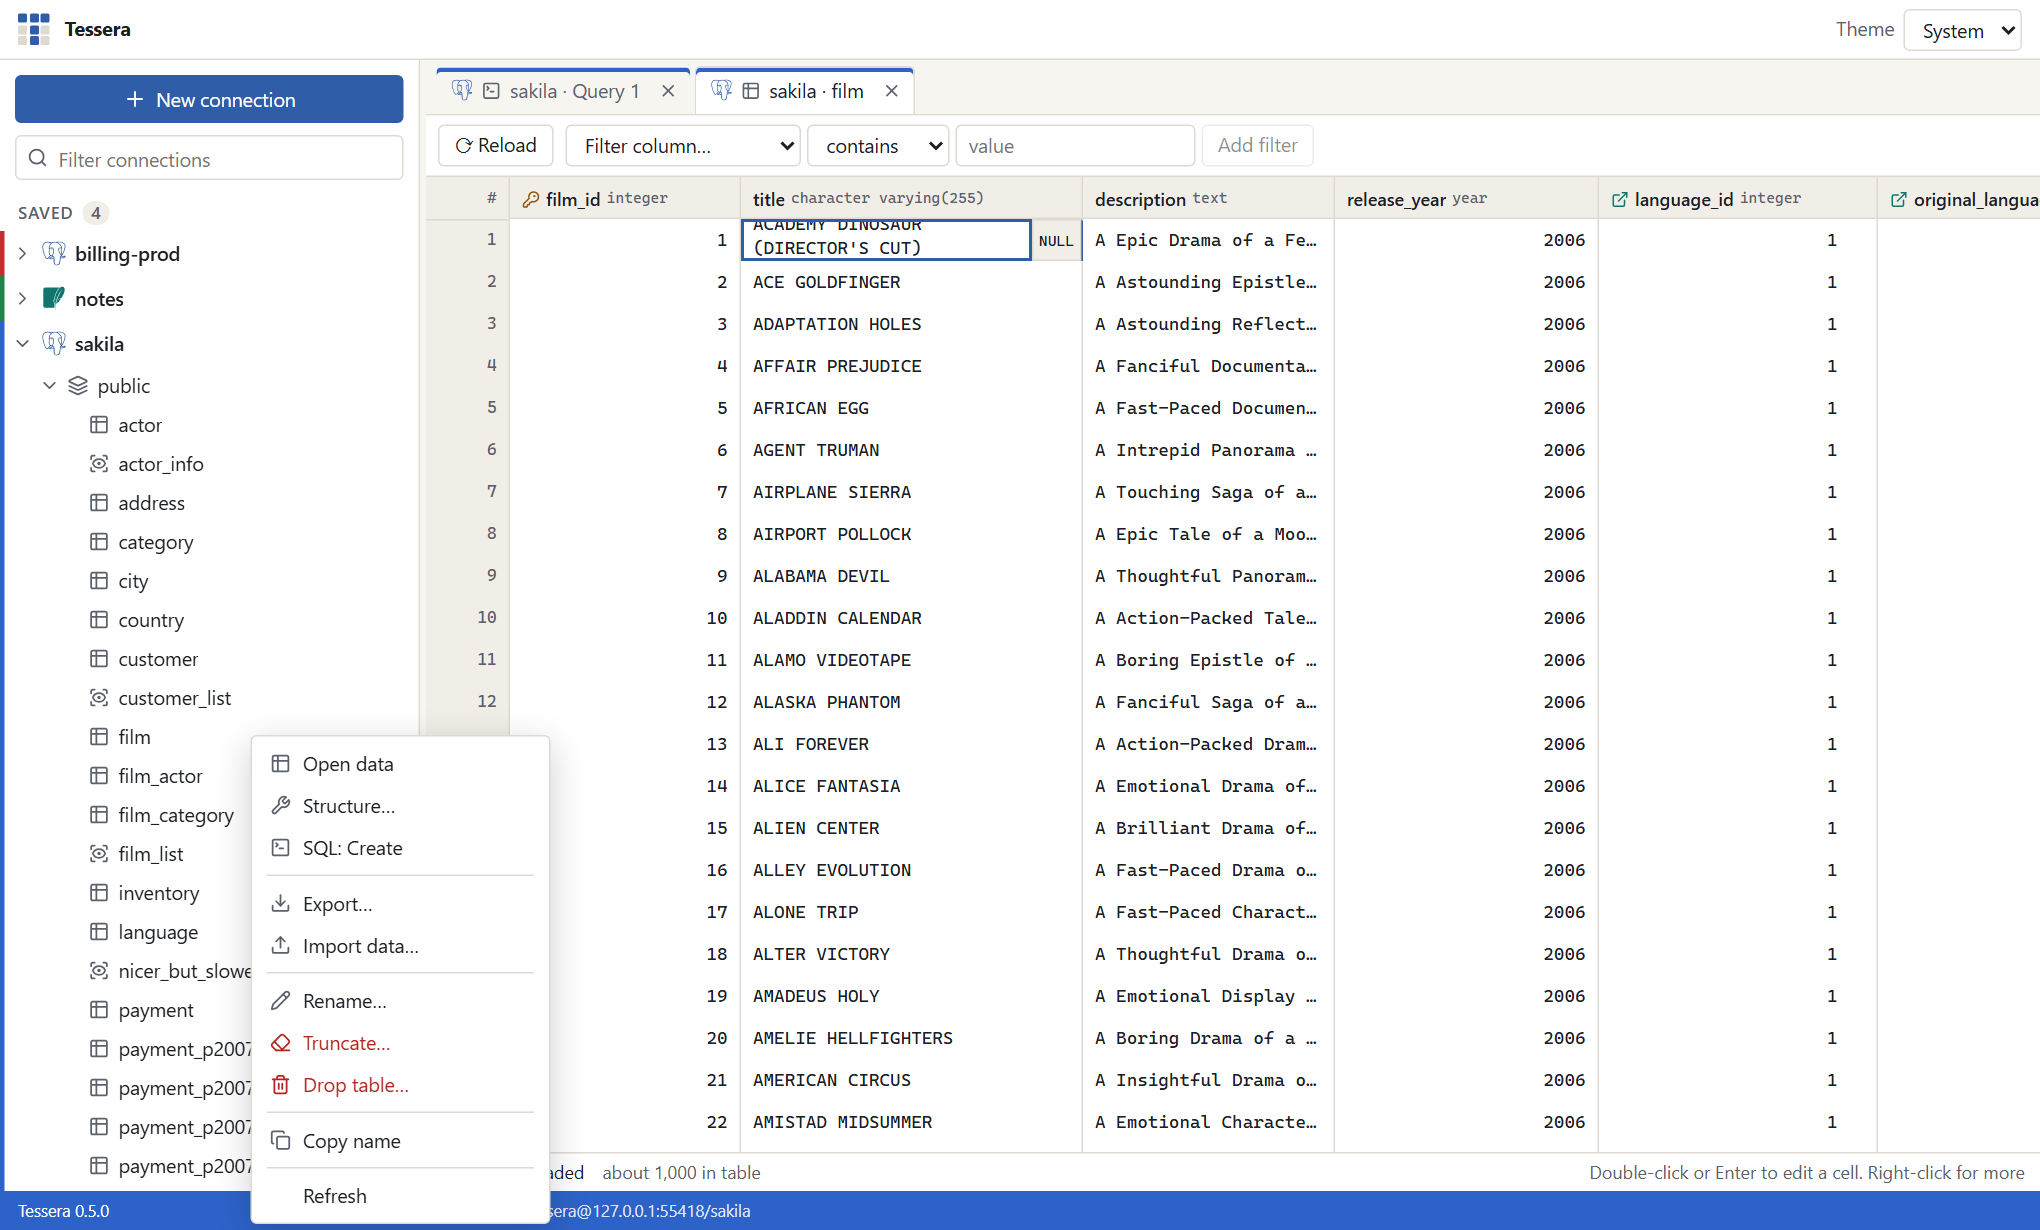 Tessera
Theme System
New connection
Filter connections
SAVED 4
billing-prod
notes
sakila
public
actor
actor_info
address
category
city
country
customer
customer_list
film
film_actor
film_category
film_list
inventory
language
nicer_but_slowe
payment
payment_p2007
payment_p2007
payment_p2007
payment_p2007
Open data
Structure...
SQL: Create
Export...
Import data...
Rename...
Truncate...
Drop table...
Copy name
Refresh
sakila · Query 1
sakila · film
Reload Filter column... contains value Add filter
# film_id integer title character varying(255) description text release_year year language_id integer original_langua
1 1 ACADEMY DINOSAUR (DIRECTOR'S CUT) NULL A Epic Drama of a Fe… 2006 1
2 2 ACE GOLDFINGER A Astounding Epistle… 2006 1
3 3 ADAPTATION HOLES A Astounding Reflect… 2006 1
4 4 AFFAIR PREJUDICE A Fanciful Documenta… 2006 1
5 5 AFRICAN EGG A Fast-Paced Documen… 2006 1
6 6 AGENT TRUMAN A Intrepid Panorama … 2006 1
7 7 AIRPLANE SIERRA A Touching Saga of a… 2006 1
8 8 AIRPORT POLLOCK A Epic Tale of a Moo… 2006 1
9 9 ALABAMA DEVIL A Thoughtful Panoram… 2006 1
10 10 ALADDIN CALENDAR A Action-Packed Tale… 2006 1
11 11 ALAMO VIDEOTAPE A Boring Epistle of … 2006 1
12 12 ALASKA PHANTOM A Fanciful Saga of a… 2006 1
13 ALI FOREVER A Action-Packed Dram… 2006 1
14 ALICE FANTASIA A Emotional Drama of… 2006 1
15 ALIEN CENTER A Brilliant Drama of… 2006 1
16 ALLEY EVOLUTION A Fast-Paced Drama o… 2006 1
17 ALONE TRIP A Fast-Paced Charact… 2006 1
18 ALTER VICTORY A Thoughtful Drama o… 2006 1
19 AMADEUS HOLY A Emotional Display … 2006 1
20 AMELIE HELLFIGHTERS A Boring Drama of a … 2006 1
21 AMERICAN CIRCUS A Insightful Drama o… 2006 1
22 AMISTAD MIDSUMMER A Emotional Characte… 2006 1
aded about 1,000 in table Double-click or Enter to edit a cell. Right-click for more
Tessera 0.5.0 sera@127.0.0.1:55418/sakila